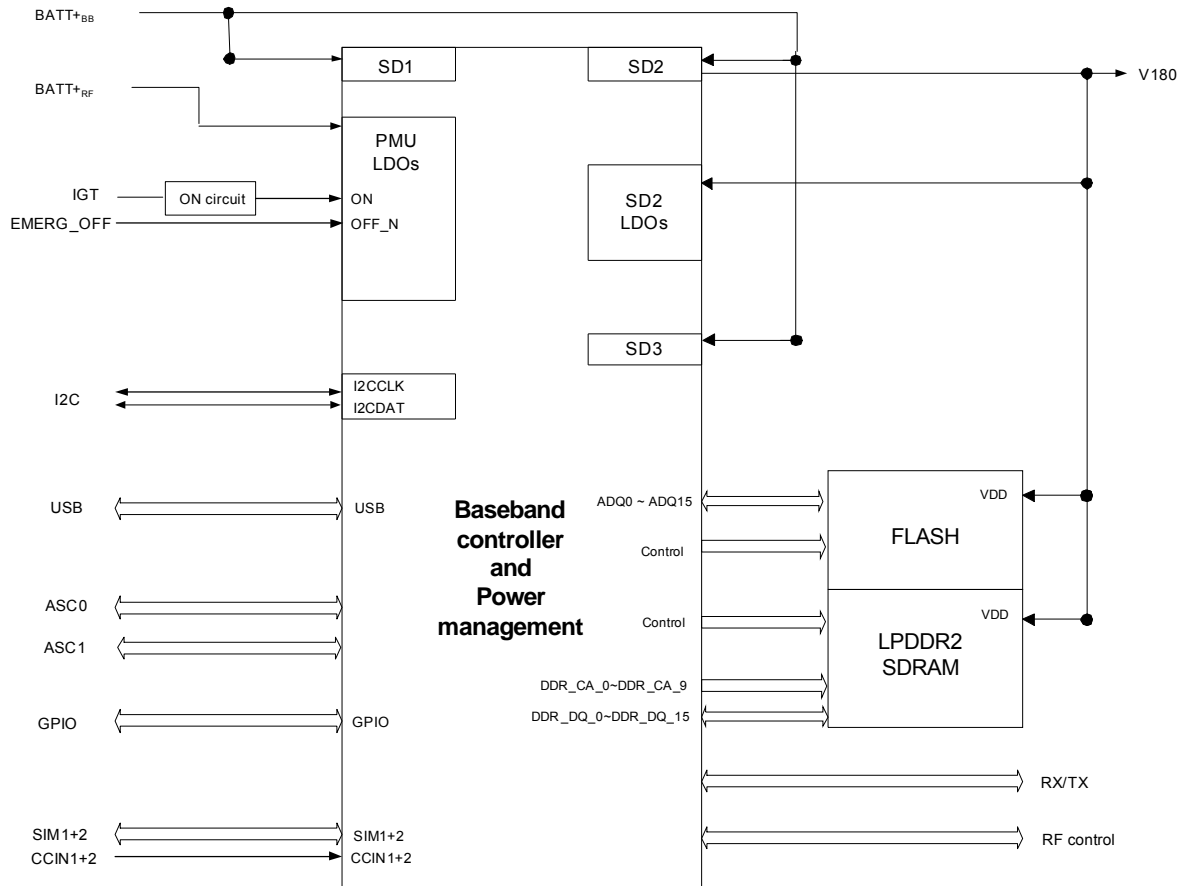 BATT+BB
SD1
SD2
V180
BATT+RF
PMU
LDOs
IGT
ON circuit
ON
EMERG_OFF
OFF_N
SD2
LDOs
SD3
I2C
I2CCLK
I2CDAT
USB
USB
Baseband
controller
and
Power
management
ADQ0 ~ ADQ15
VDD
FLASH
Control
ASC0
ASC1
Control
VDD
LPDDR2
SDRAM
DDR_CA_0~DDR_CA_9
DDR_DQ_0~DDR_DQ_15
GPIO
GPIO
RX/TX
SIM1+2
SIM1+2
RF control
CCIN1+2
CCIN1+2